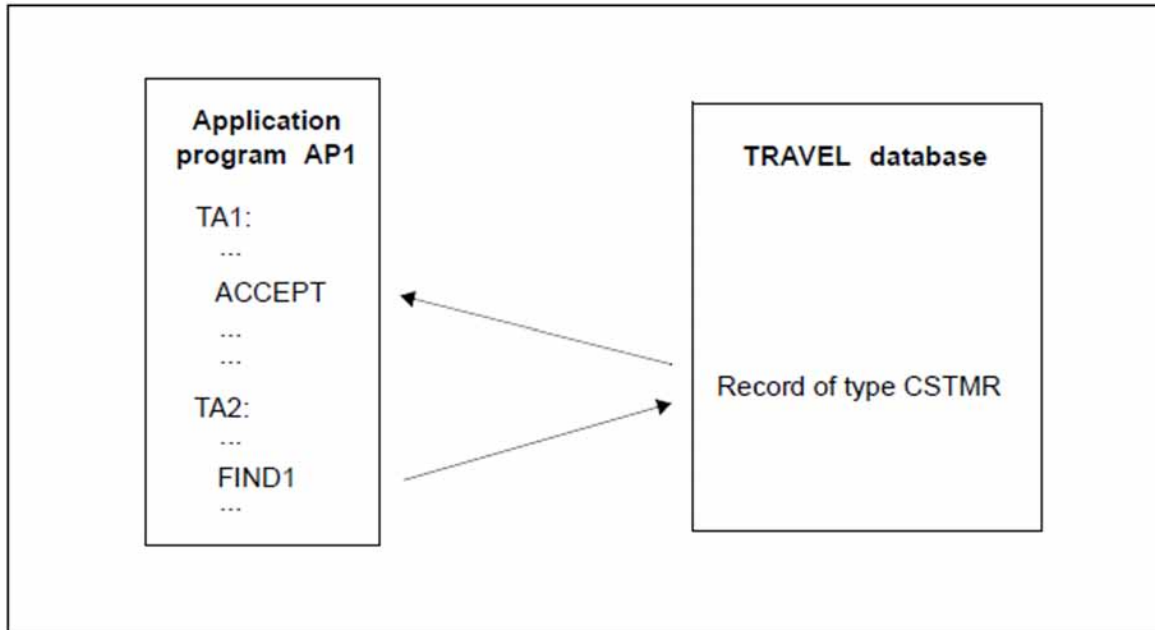 Application
program AP1
TA1:
...
ACCEPT
...
...
TA2:
...
FIND1
...
TRAVEL database
Record of type CSTMR